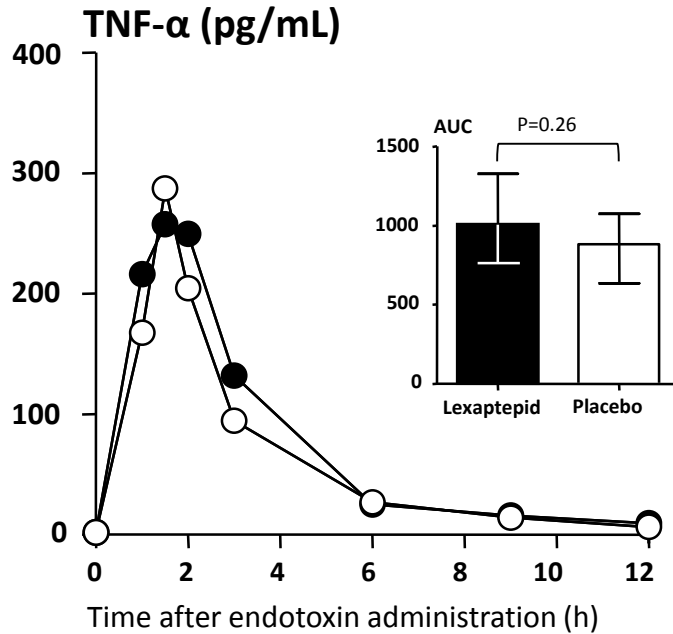 TNF-α (pg/mL)
400
300
200
100
0
0
2
4
6
8
10
12
Time after endotoxin administration (h)
AUC
P=0.26
1500
1000
500
0
Lexaptepid
Placebo